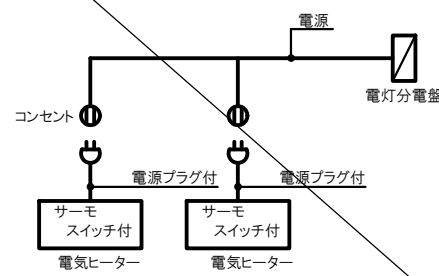 電源
電灯分電盤
コンセント
電源プラグ付
電源プラグ付
サーモ
スイッチ付
サーモ
スイッチ付
電気ヒーター
電気ヒーター